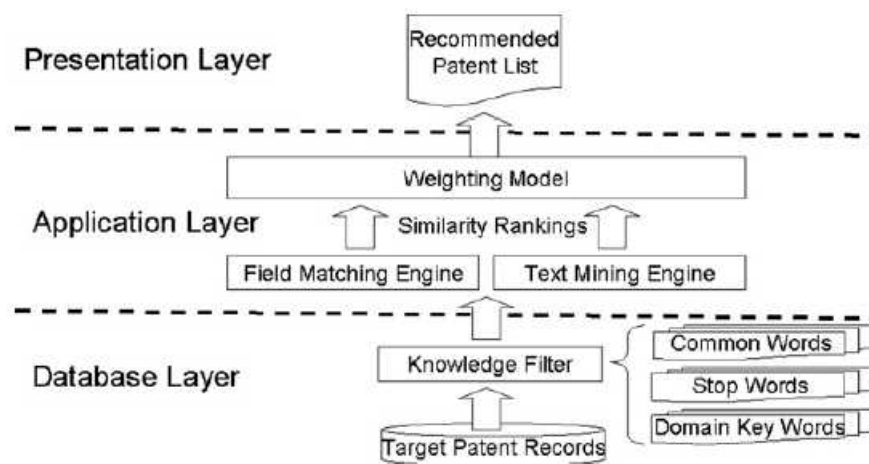 Recommended
Patent List
Presentation Layer
Weighting Model
Application Layer
Similarity Rankings
Field Matching Engine
Text Mining Engine
Database Layer
Knowledge Filter
Common Words
Stop Words
Domain Key Words
Target Patent Records